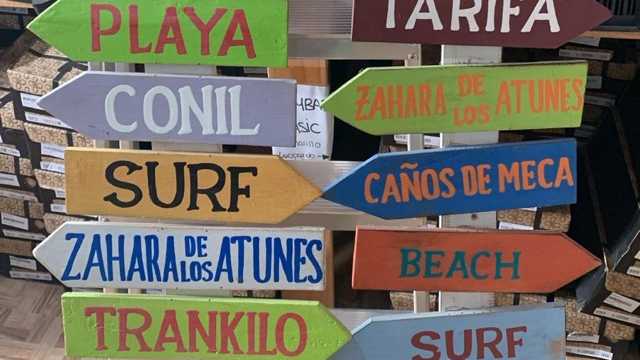 PLAYA
TARIFA
CONIL
ZAHARA DE LOS ATUNES
SURF
CAÑOS DE MECA
ZAHARA DE LOS ATUNES
BEACH
TRANKILO
SURF